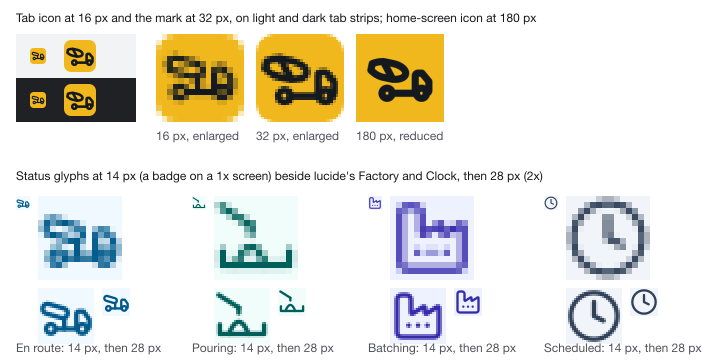 Tab icon at 16 px and the mark at 32 px, on light and dark tab strips; home-screen icon at 180 px
16 px, enlarged
32 px, enlarged
180 px, reduced
Status glyphs at 14 px (a badge on a 1x screen) beside lucide's Factory and Clock, then 28 px (2x)
En route: 14 px, then 28 px
Pouring: 14 px, then 28 px
Batching: 14 px, then 28 px
Scheduled: 14 px, then 28 px